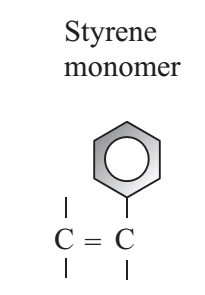 Styrene
monomer
C = C